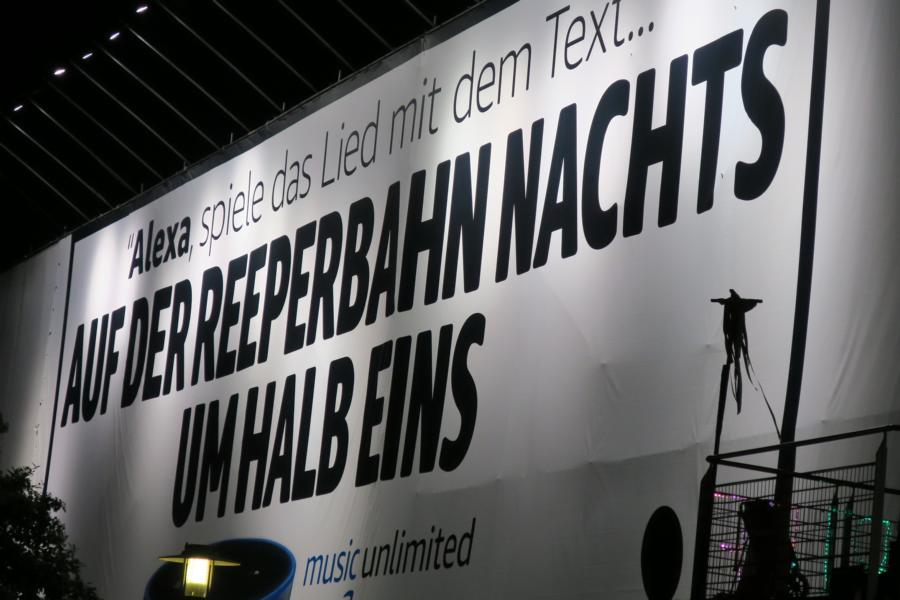 "Alexa, spiele das Lied mit dem Text...
AUF DER REEPERBAHN NACHTS
UM HALB EINS
music unlimited